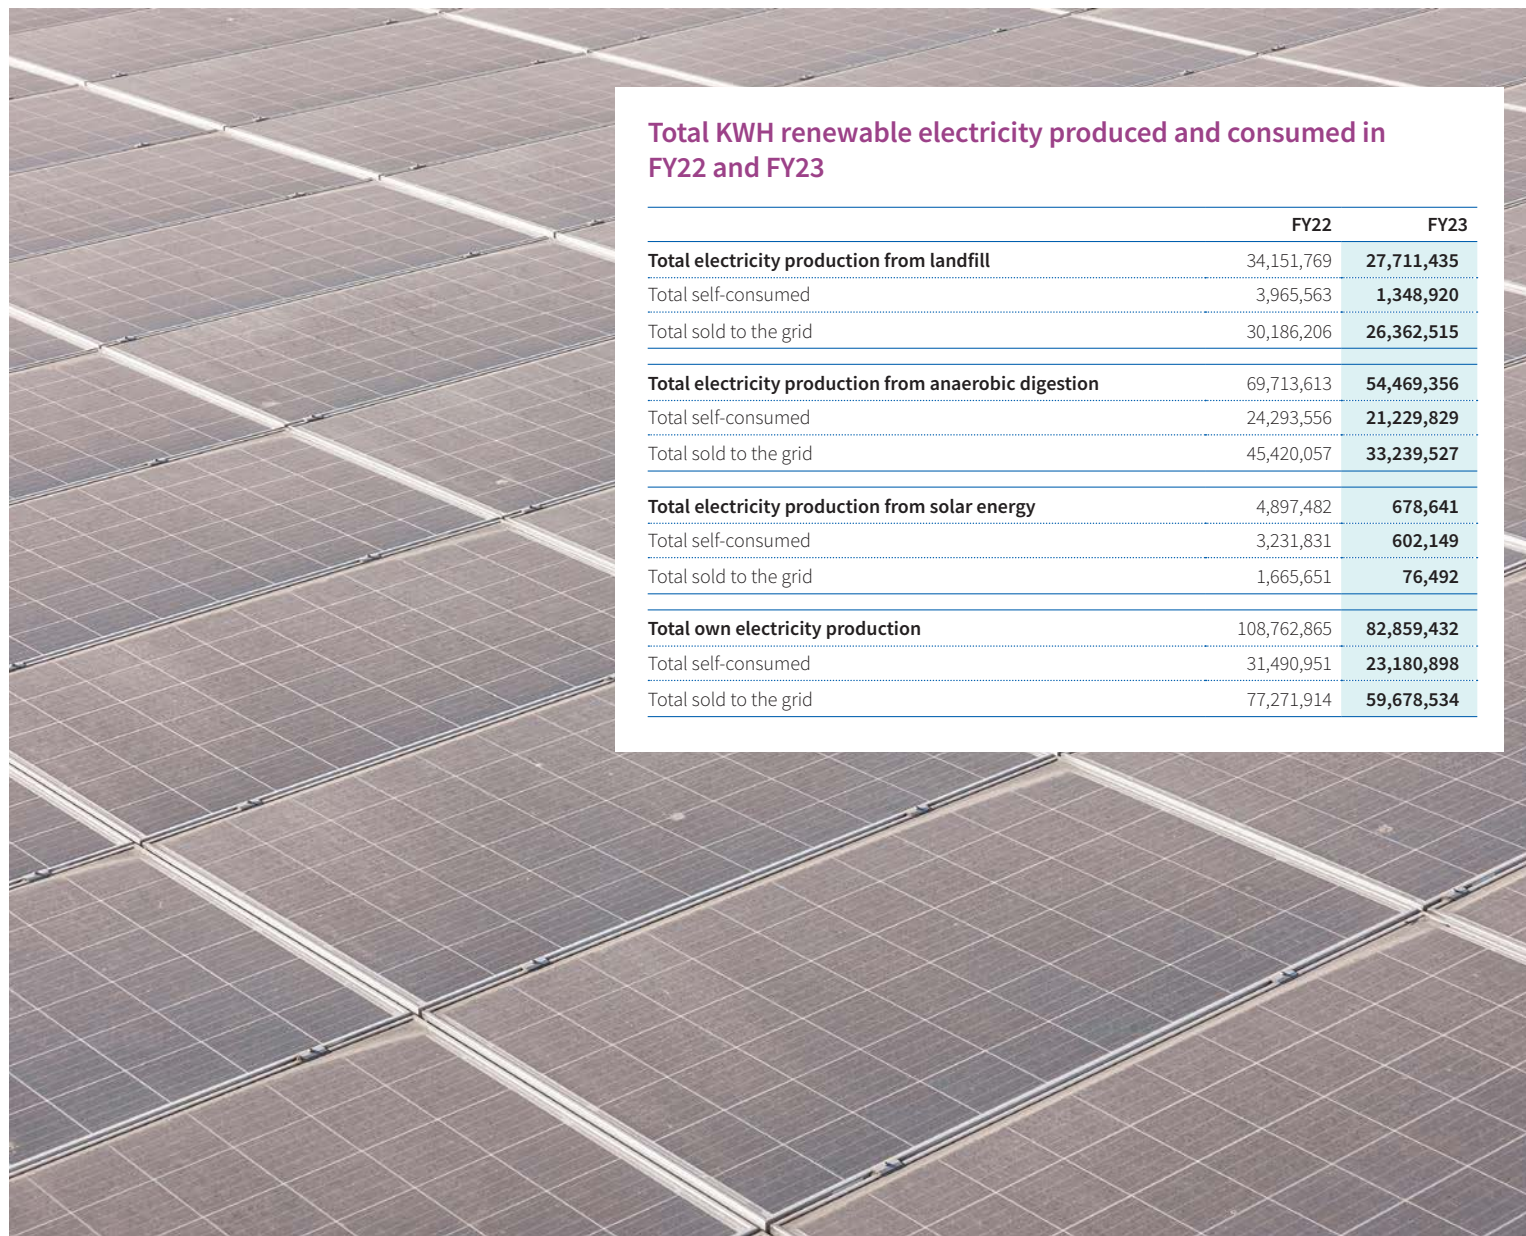 Total KWH renewable electricity produced and consumed in
FY22 and FY23
FY22 FY23
Total electricity production from landfill 34,151,769 27,711,435
Total self-consumed 3,965,563 1,348,920
Total sold to the grid 30,186,206 26,362,515
Total electricity production from anaerobic digestion 69,713,613 54,469,356
Total self-consumed 24,293,556 21,229,829
Total sold to the grid 45,420,057 33,239,527
Total electricity production from solar energy 4,897,482 678,641
Total self-consumed 3,231,831 602,149
Total sold to the grid 1,665,651 76,492
Total own electricity production 108,762,865 82,859,432
Total self-consumed 31,490,951 23,180,898
Total sold to the grid 77,271,914 59,678,534